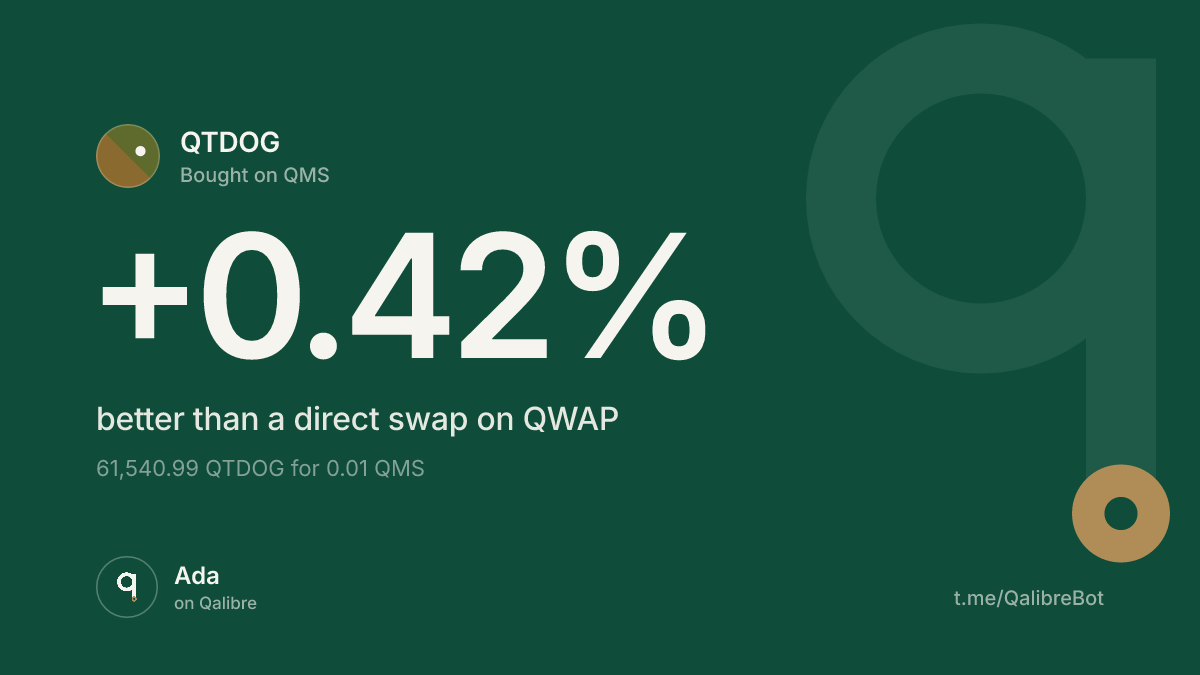 QTDOG
Bought on QMS
+0.42%
better than a direct swap on QWAP
61,540.99 QTDOG for 0.01 QMS
Ada
on Qalibre
t.me/QalibreBot